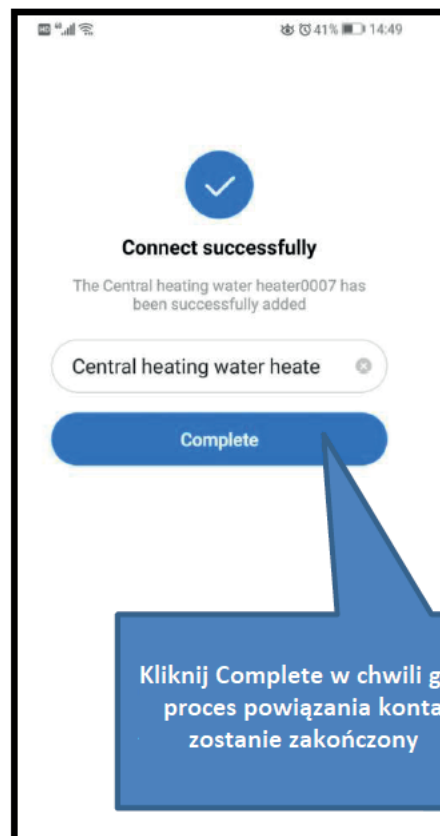 41% 14:49
Connect successfully
The Central heating water heater0007 has
been successfully added
Central heating water heate
Complete
Kliknij Complete w chwili g
proces powiązania konta
zostanie zakończony